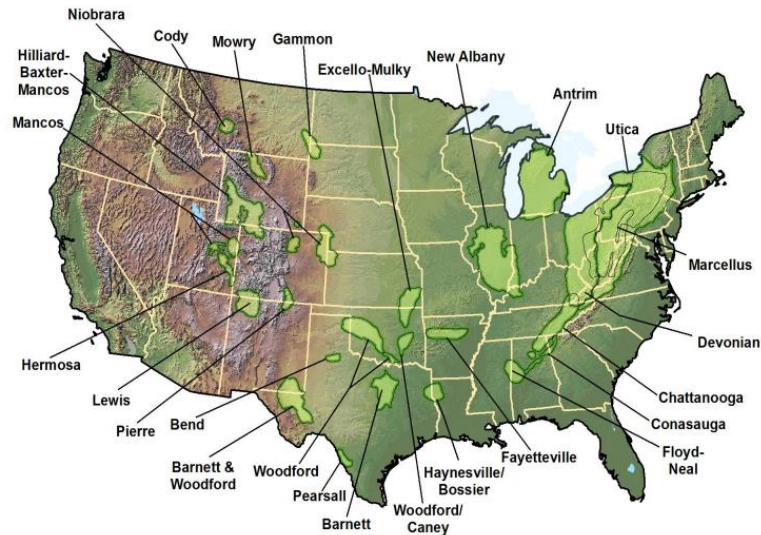 Niobrara
Cody
Mowry
Gammon
Hilliard-
Baxter-
Mancos
Excello-Mulky
New Albany
Antrim
Mancos
Utica
Marcellus
Devonian
Hermosa
Chattanooga
Lewis
Conasauga
Pierre
Bend
Floyd-
Neal
Barnett &
Woodford
Woodford
Fayetteville
Haynesville/
Bossier
Pearsall
Woodford/
Caney
Barnett